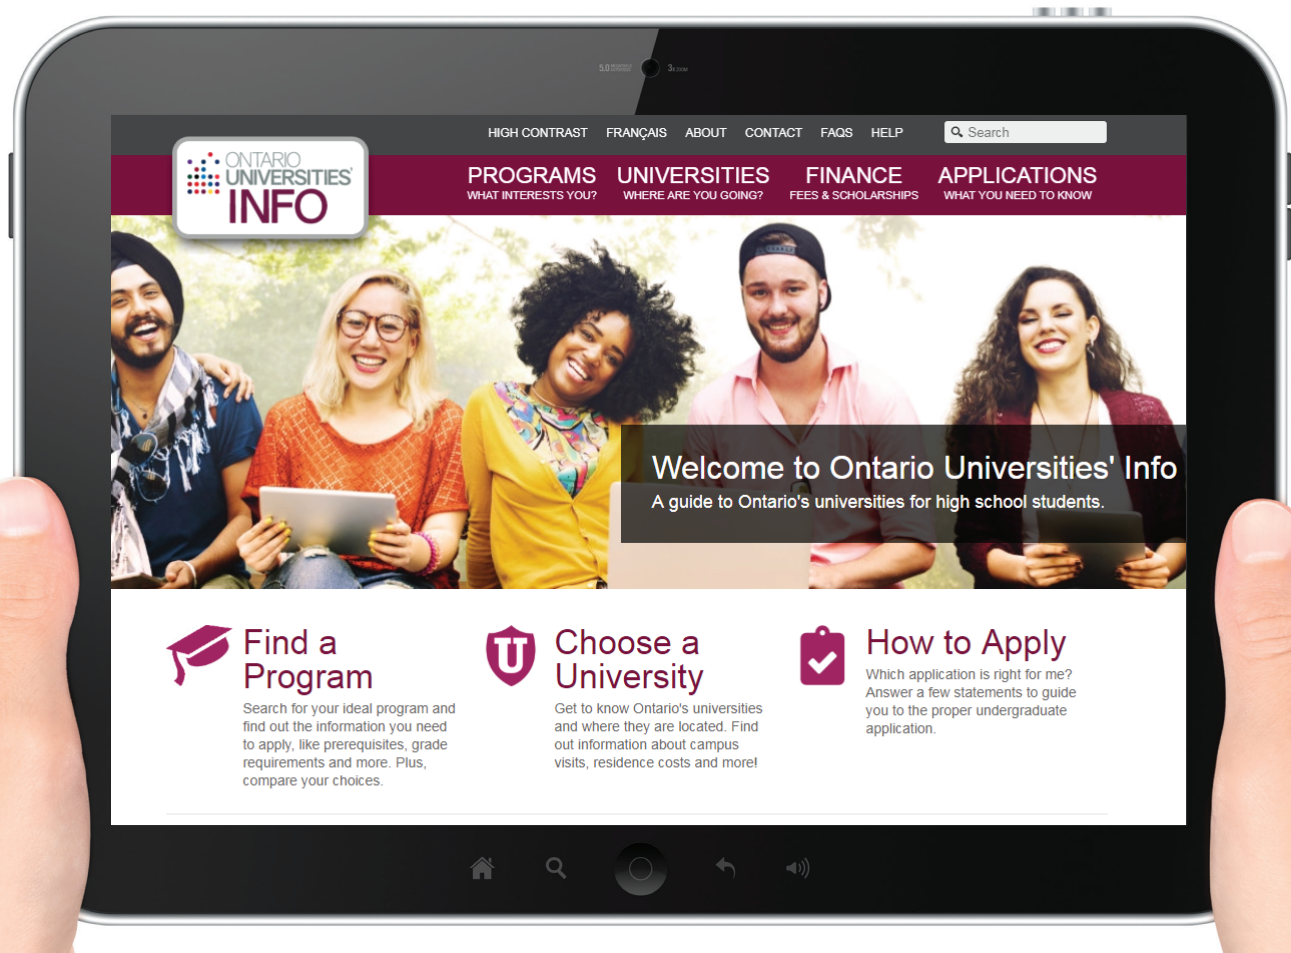 5.0
3X ZOOM
HIGH CONTRAST FRANÇAIS ABOUT CONTACT FAQS HELP Search
ONTARIO
UNIVERSITIES'
INFO
PROGRAMS UNIVERSITIES FINANCE APPLICATIONS
WHAT INTERESTS YOU? WHERE ARE YOU GOING? FEES & SCHOLARSHIPS WHAT YOU NEED TO KNOW
Welcome to Ontario Universities' Info
A guide to Ontario's universities for high school students.
Find a
Program
Search for your ideal program and
find out the information you need
to apply, like prerequisites, grade
requirements and more. Plus,
compare your choices.
U
Choose a
University
Get to know Ontario's universities
and where they are located. Find
out information about campus
visits, residence costs and more!
How to Apply
Which application is right for me?
Answer a few statements to guide
you to the proper undergraduate
application.